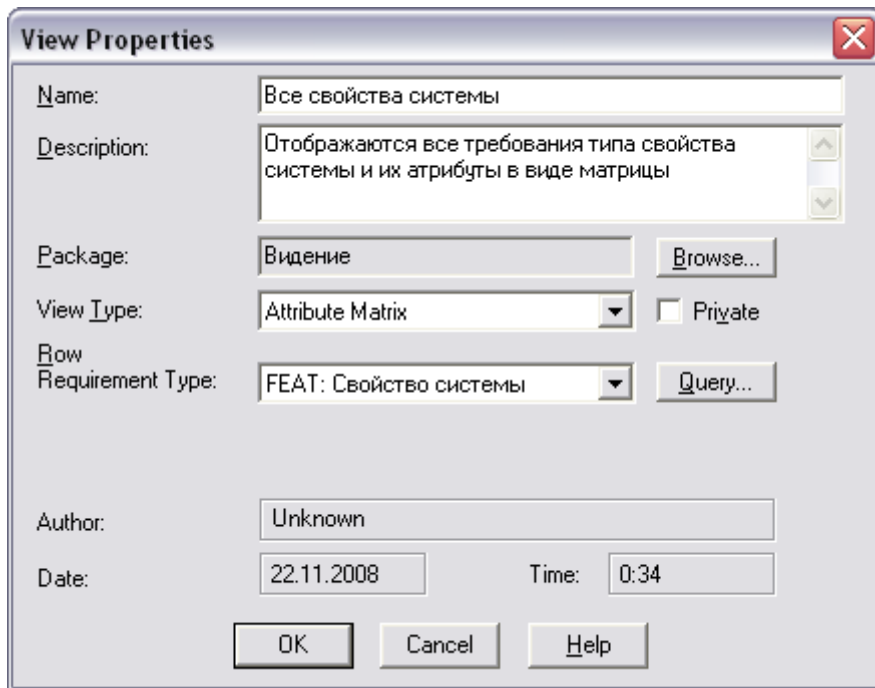 View Properties
Name: Все свойства системы
Description: Отображаются все требования типа свойства
системы и их атрибуты в виде матрицы
Package: Видение Browse...
View Type: Attribute Matrix Private
Row
Requirement Type: FEAT: Свойство системы Query...
Author: Unknown
Date: 22.11.2008 Time: 0:34
OK Cancel Help